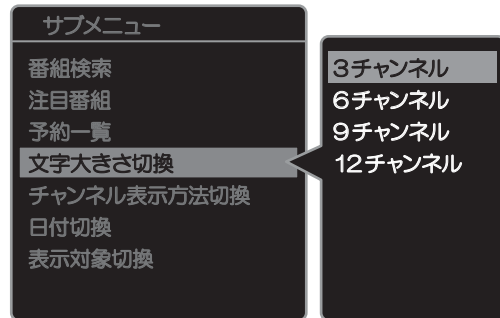 サブメニュー
番組検索
注目番組
予約一覧
文字大きさ切換
チャンネル表示方法切換
日付切換
表示対象切換
3チャンネル
6チャンネル
9チャンネル
12チャンネル